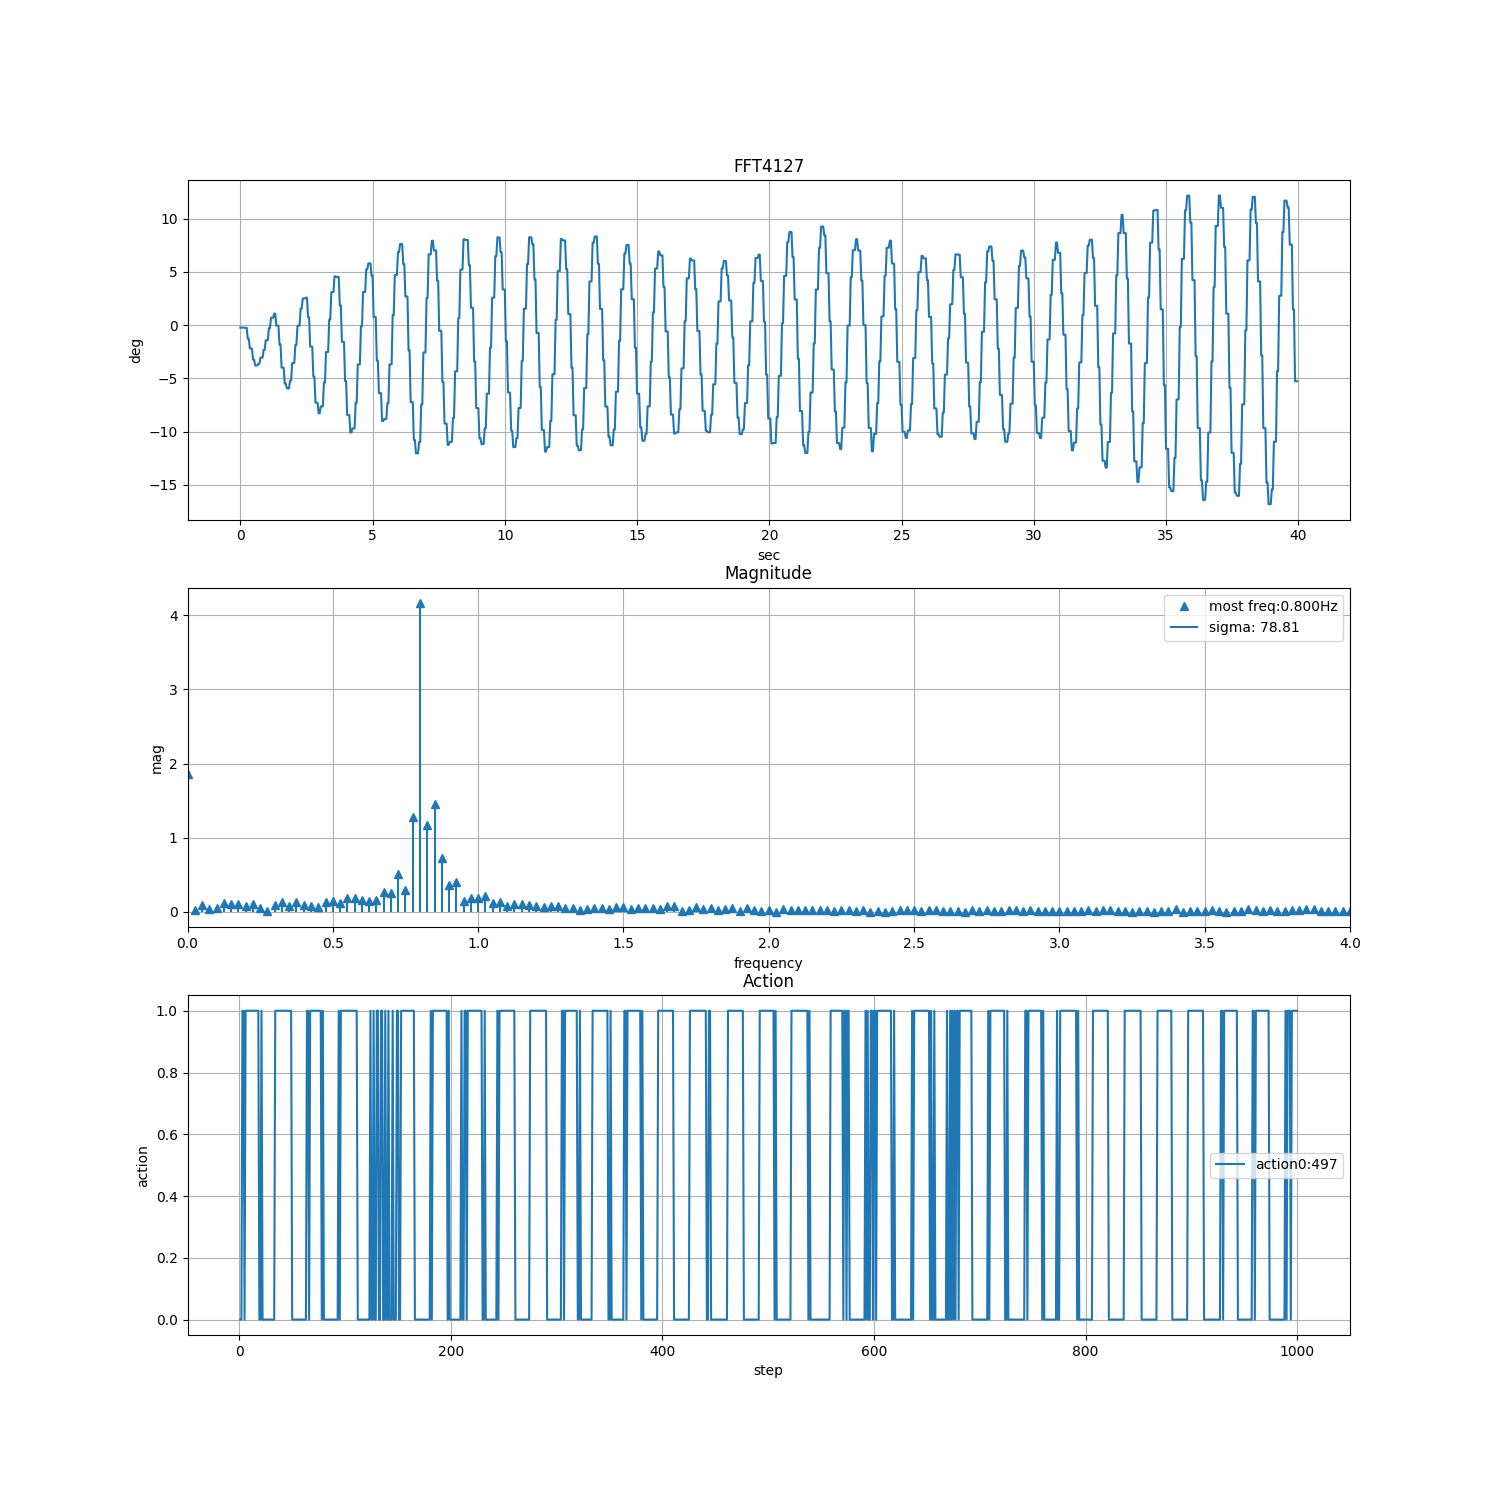 FFT4127
10
5
0
−5
−10
−15
deg
0 5 10 15 20 25 30 35 40
sec
Magnitude
most freq:0.800Hz
sigma: 78.81
4
3
2
1
0
mag
0.0 0.5 1.0 1.5 2.0 2.5 3.0 3.5 4.0
frequency
Action
1.0
0.8
0.6
0.4
0.2
0.0
action
action0:497
0 200 400 600 800 1000
step